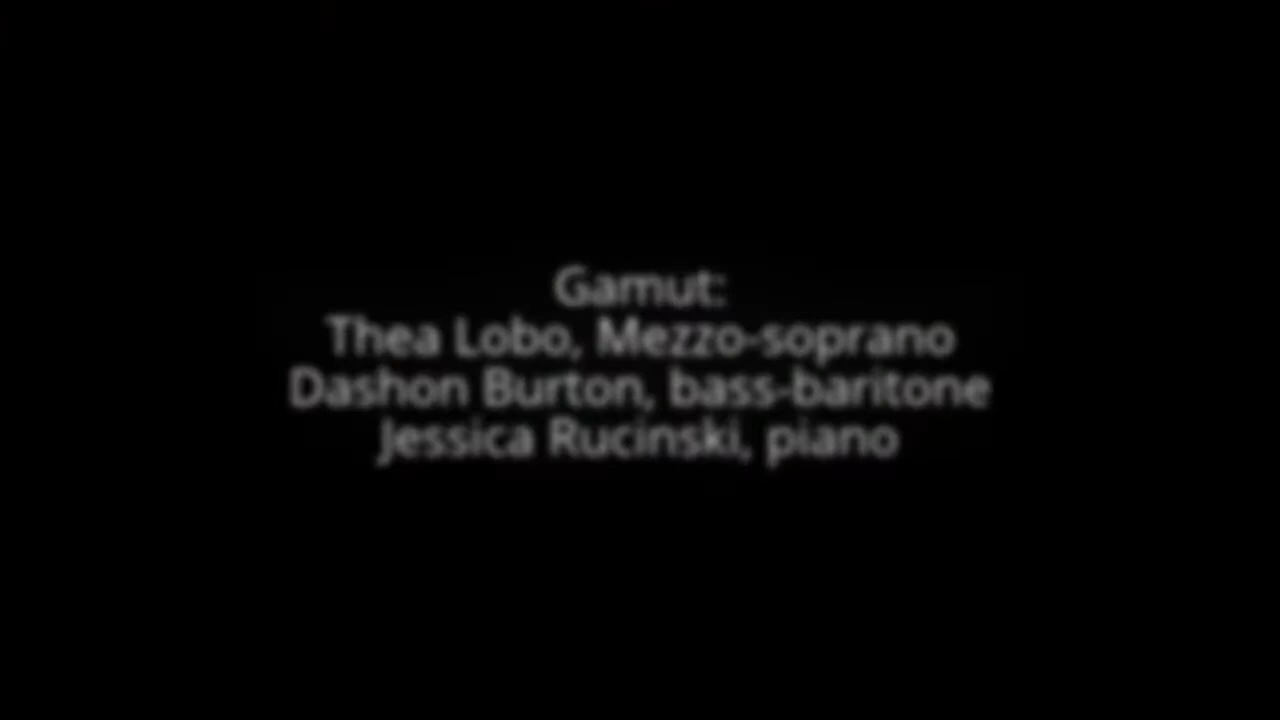 Gamut:
Thea Lobo, Mezzo-soprano
Dashon Burton, bass-baritone
Jessica Rucinski, piano